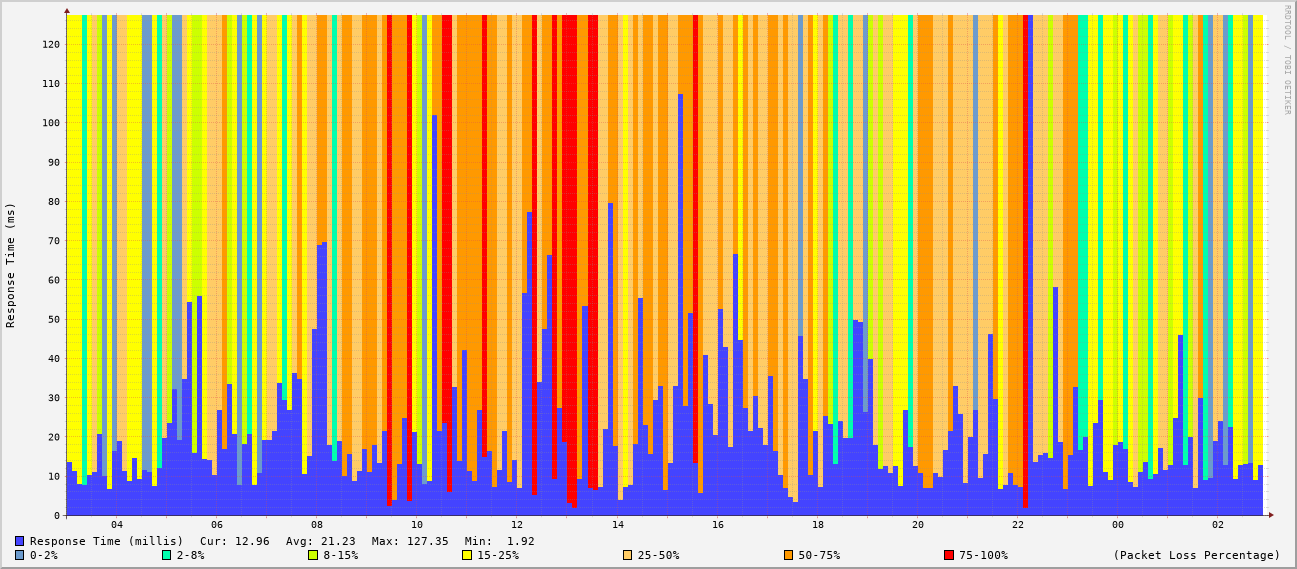 RRDTOOL / TOBI OETIKER
Response Time (ms)
120
110
100
90
80
70
60
50
40
30
20
10
0
04 06 08 10 12 14 16 18 20 22 00 02
Response Time (millis) Cur: 12.96 Avg: 21.23 Max: 127.35 Min: 1.92
0-2% 2-8% 8-15% 15-25% 25-50% 50-75% 75-100% (Packet Loss Percentage)